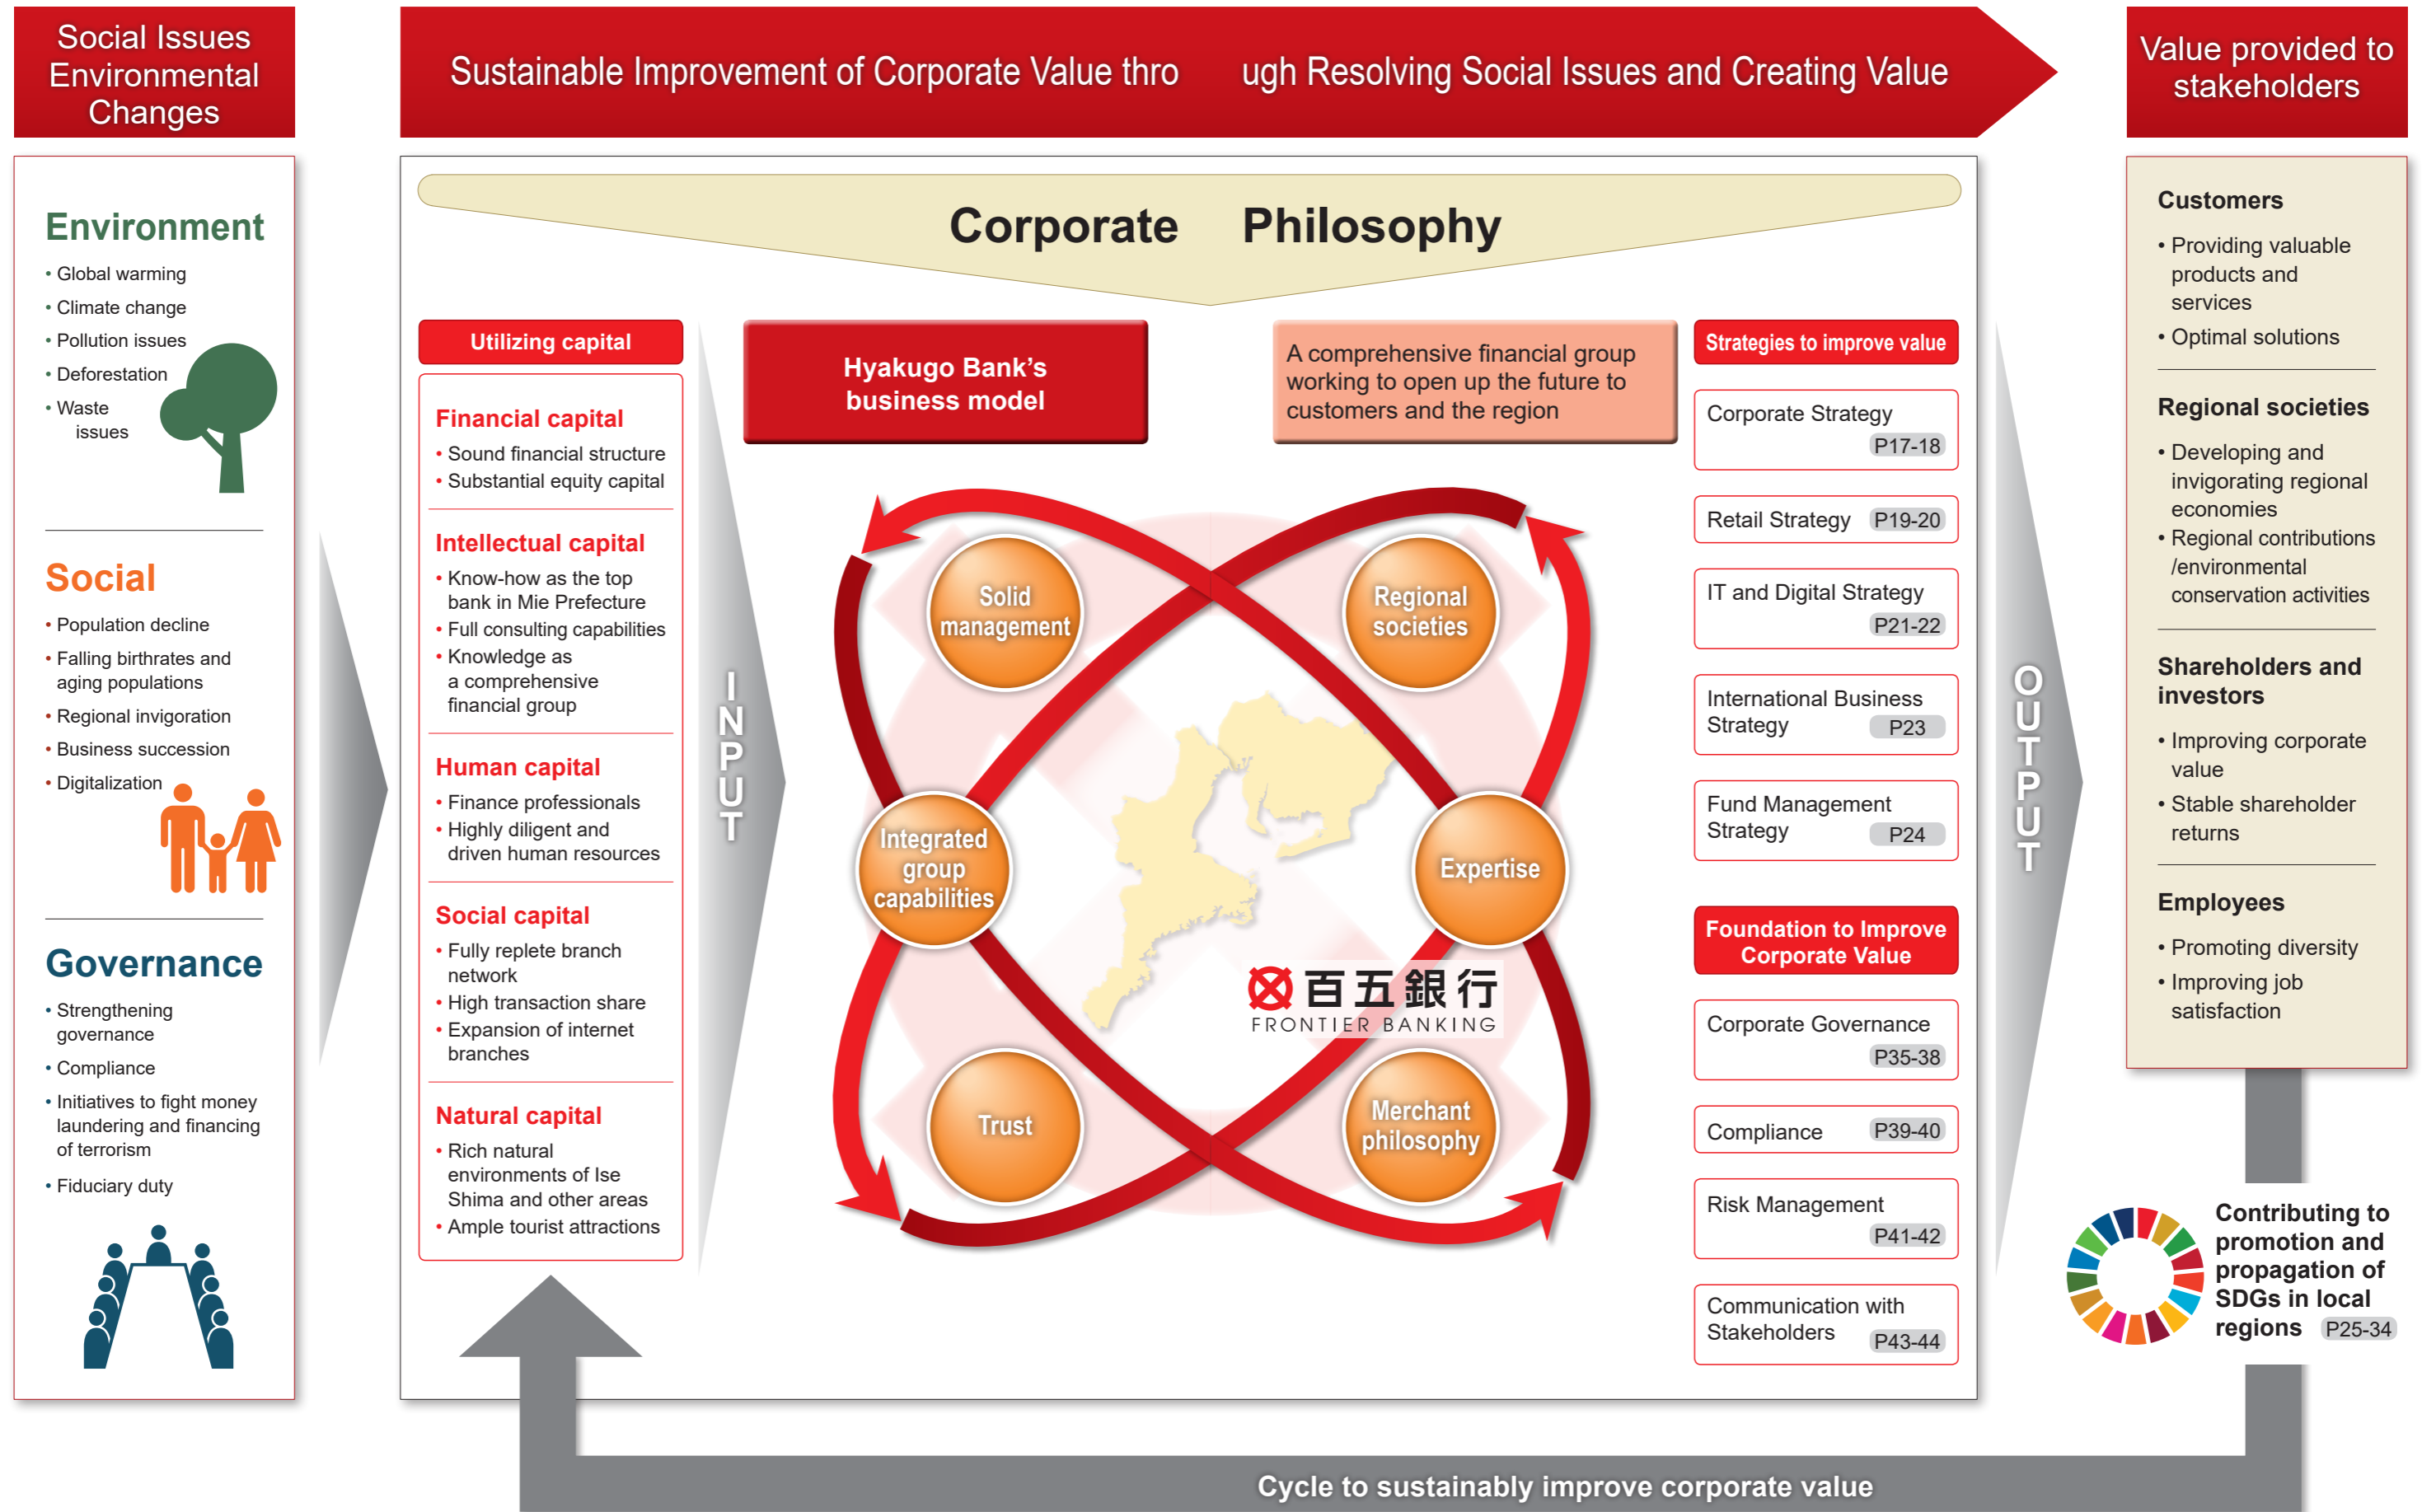 Social Issues
Environmental
Changes
Sustainable Improvement of Corporate Value thro ugh Resolving Social Issues and Creating Value
Value provided to
stakeholders
Environment
• Global warming
• Climate change
• Pollution issues
• Deforestation
• Waste
issues
Social
• Population decline
• Falling birthrates and
aging populations
• Regional invigoration
• Business succession
• Digitalization
Governance
• Strengthening
governance
• Compliance
• Initiatives to fight money
laundering and financing
of terrorism
• Fiduciary duty
Corporate Philosophy
Utilizing capital
Financial capital
• Sound financial structure
• Substantial equity capital
Intellectual capital
• Know-how as the top
bank in Mie Prefecture
• Full consulting capabilities
• Knowledge as
a comprehensive
financial group
Human capital
• Finance professionals
• Highly diligent and
driven human resources
Social capital
• Fully replete branch
network
• High transaction share
• Expansion of internet
branches
Natural capital
• Rich natural
environments of Ise
Shima and other areas
• Ample tourist attractions
INPUT
Hyakugo Bank's
business model
A comprehensive financial group
working to open up the future to
customers and the region
Solid
management
Regional
societies
Integrated
group
capabilities
Expertise
百五銀行
FRONTIER BANKING
Trust
Merchant
philosophy
Strategies to improve value
Corporate Strategy
P17-18
Retail Strategy P19-20
IT and Digital Strategy
P21-22
International Business
Strategy P23
Fund Management
Strategy P24
Foundation to Improve
Corporate Value
Corporate Governance
P35-38
Compliance P39-40
Risk Management
P41-42
Communication with
Stakeholders P43-44
OUTPUT
Customers
• Providing valuable
products and
services
• Optimal solutions
Regional societies
• Developing and
invigorating regional
economies
• Regional contributions
/environmental
conservation activities
Shareholders and
investors
• Improving corporate
value
• Stable shareholder
returns
Employees
• Promoting diversity
• Improving job
satisfaction
Contributing to
promotion and
propagation of
SDGs in local
regions P25-34
Cycle to sustainably improve corporate value